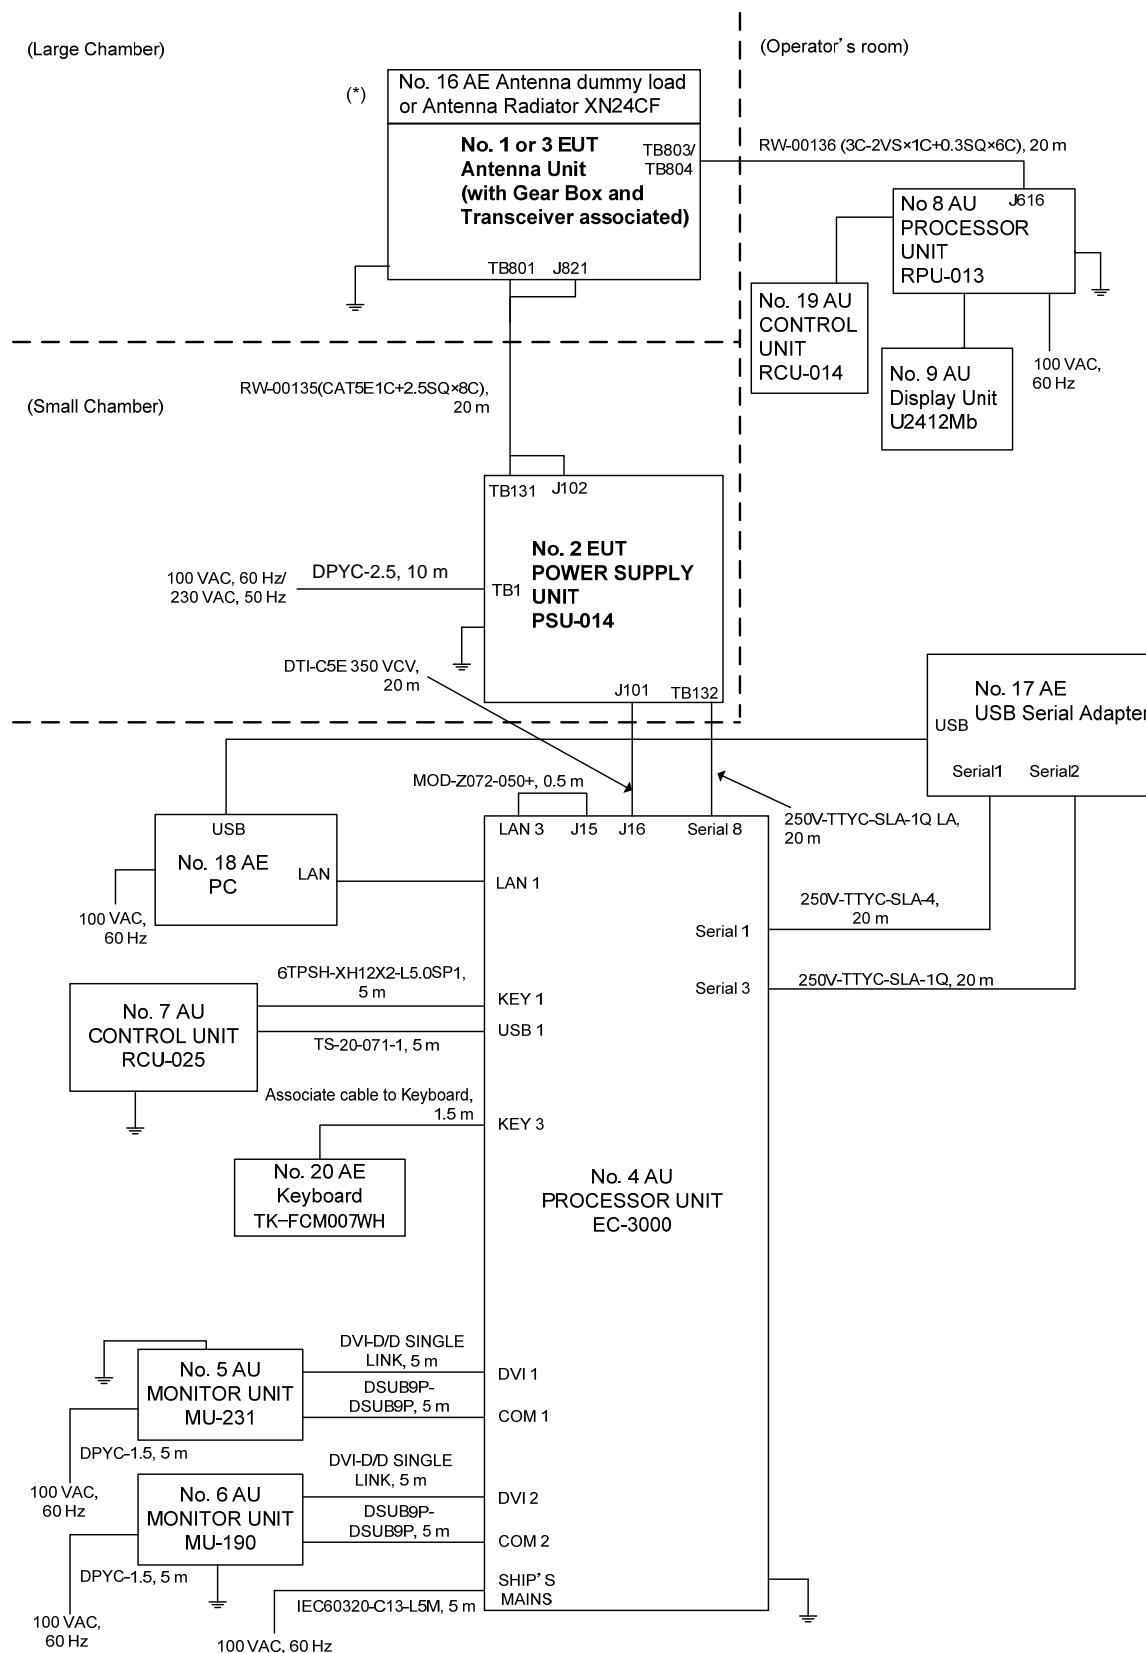 (Large Chamber)
(Operator's room)
(*)
No. 16 AE Antenna dummy load
or Antenna Radiator XN24CF
No. 1 or 3 EUT
Antenna Unit
(with Gear Box and
Transceiver associated)
TB803/
TB804
TB801
J821
RW-00136 (3C-2VS×1C+0.3SQ×6C), 20 m
No 8 AU
PROCESSOR
UNIT
RPU-013
J616
No. 19 AU
CONTROL
UNIT
RCU-014
No. 9 AU
Display Unit
U2412Mb
100 VAC,
60 Hz
(Small Chamber)
RW-00135(CAT5E1C+2.5SQ×8C),
20 m
TB131
J102
No. 2 EUT
POWER SUPPLY
UNIT
PSU-014
TB1
DPYC-2.5, 10 m
100 VAC, 60 Hz/
230 VAC, 50 Hz
J101
TB132
DTI-C5E 350 VCV,
20 m
No. 17 AE
USB Serial Adapter
USB
Serial1
Serial2
MOD-Z072-050+, 0.5 m
250V-TTYC-SLA-1Q LA,
20 m
LAN 3
J15
J16
Serial 8
USB
No. 18 AE
PC
LAN
100 VAC,
60 Hz
LAN 1
250V-TTYC-SLA-4,
20 m
Serial 1
250V-TTYC-SLA-1Q, 20 m
Serial 3
6TPSH-XH12X2-L5.0SP1,
5 m
No. 7 AU
CONTROL UNIT
RCU-025
KEY 1
USB 1
TS-20-071-1, 5 m
Associate cable to Keyboard,
1.5 m
KEY 3
No. 20 AE
Keyboard
TK-FCM007WH
No. 4 AU
PROCESSOR UNIT
EC-3000
DVI-D/D SINGLE
LINK, 5 m
No. 5 AU
MONITOR UNIT
MU-231
DVI 1
DSUB9P-
DSUB9P, 5 m
COM 1
DPYC-1.5, 5 m
100 VAC,
60 Hz
DVI-D/D SINGLE
LINK, 5 m
No. 6 AU
MONITOR UNIT
MU-190
DVI 2
DSUB9P-
DSUB9P, 5 m
COM 2
DPYC-1.5, 5 m
100 VAC,
60 Hz
SHIP'S
MAINS
IEC60320-C13-L5M, 5 m
100 VAC, 60 Hz